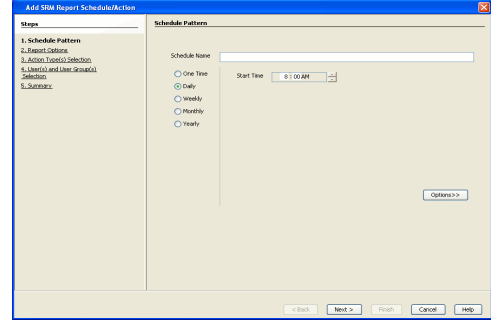 Add SRM Report Schedule/Action
Steps
1. Schedule Pattern
2. Report Options
3. Action Type(s) Selection
4. User(s) and User Group(s)
Selection
5. Summary
Schedule Pattern
Schedule Name
One Time
Daily
Weekly
Monthly
Yearly
Start Time
8:00 AM
Options>>
< Back
Next >
Finish
Cancel
Help